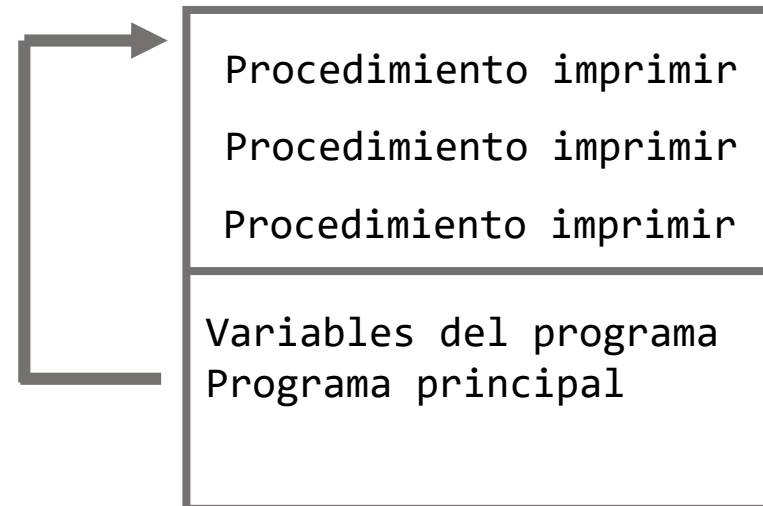 Procedimiento imprimir
Procedimiento imprimir
Procedimiento imprimir
Variables del programa
Programa principal